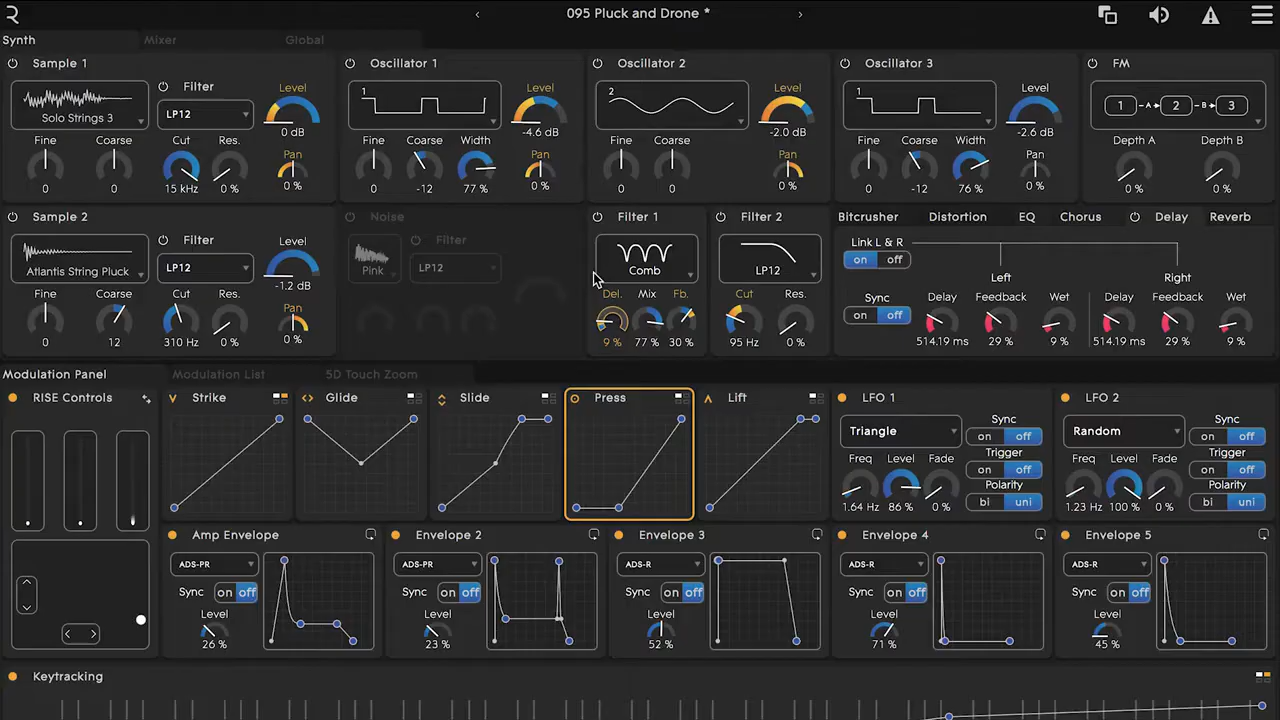 095 Pluck and Drone *
Synth
Mixer
Global
Sample 1
Solo Strings 3
Filter
LP12
Level
0 dB
Fine
0
Coarse
0
Cut
15 kHz
Res.
0 %
Pan
0 %
Oscillator 1
1
Level
-4.6 dB
Fine
0
Coarse
-12
Width
77 %
Pan
0 %
Oscillator 2
2
Level
-2.0 dB
Fine
0
Coarse
0
Pan
0 %
Oscillator 3
1
Level
-2.6 dB
Fine
0
Coarse
-12
Width
76 %
Pan
0 %
FM
1 -A→ 2 -B→ 3
Depth A
0 %
Depth B
0 %
Sample 2
Atlantis String Pluck
Filter
LP12
Level
-1.2 dB
Fine
0
Coarse
12
Cut
310 Hz
Res.
0 %
Pan
0 %
Noise
Pink
Filter
LP12
Filter 1
Comb
Del.
9 %
Mix
77 %
Fb.
30 %
Filter 2
LP12
Cut
95 Hz
Res.
0 %
Bitcrusher
Distortion
EQ
Chorus
Delay
Reverb
Link L & R
on off
Sync
on off
Left
Delay
514.19 ms
Feedback
29 %
Wet
9 %
Right
Delay
514.19 ms
Feedback
29 %
Wet
9 %
Modulation Panel
Modulation List
5D Touch Zoom
RISE Controls
Strike
Glide
Slide
Press
Lift
LFO 1
Triangle
Sync
on off
Trigger
on off
Polarity
bi uni
Freq
1.64 Hz
Level
86 %
Fade
0 %
LFO 2
Random
Sync
on off
Trigger
on off
Polarity
bi uni
Freq
1.23 Hz
Level
100 %
Fade
0 %
Amp Envelope
ADS-PR
Sync on off
Level
26 %
Envelope 2
ADS-PR
Sync on off
Level
23 %
Envelope 3
ADS-R
Sync on off
Level
52 %
Envelope 4
ADS-R
Sync on off
Level
71 %
Envelope 5
ADS-R
Sync on off
Level
45 %
Keytracking